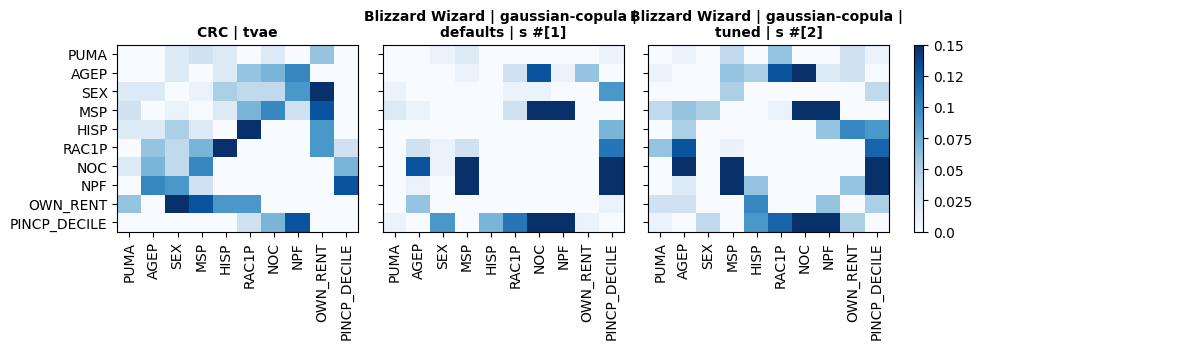 CRC | tvae
Blizzard Wizard | gaussian-copula |
defaults | s #[1]
Blizzard Wizard | gaussian-copula |
tuned | s #[2]
PUMA
AGEP
SEX
MSP
HISP
RAC1P
NOC
NPF
OWN_RENT
PINCP_DECILE
PUMA
AGEP
SEX
MSP
HISP
RAC1P
NOC
NPF
OWN_RENT
PINCP_DECILE
PUMA
AGEP
SEX
MSP
HISP
RAC1P
NOC
NPF
OWN_RENT
PINCP_DECILE
PUMA
AGEP
SEX
MSP
HISP
RAC1P
NOC
NPF
OWN_RENT
PINCP_DECILE
0.15
0.125
0.1
0.075
0.05
0.025
0.0